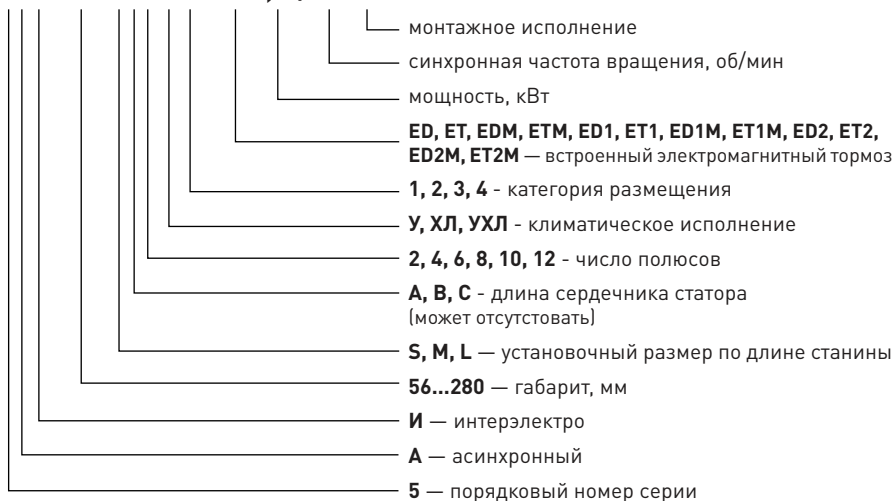 монтажное исполнение
синхронная частота вращения, об/мин
мощность, кВт
ED, ET, EDM, ETM, ED1, ET1, ED1M, ET1M, ED2, ET2,
ED2M, ET2M — встроенный электромагнитный тормоз
1, 2, 3, 4 - категория размещения
У, ХЛ, УХЛ - климатическое исполнение
2, 4, 6, 8, 10, 12 - число полюсов
А, В, С - длина сердечника статора
(может отсутстовать)
S, M, L — установочный размер по длине станины
56...280 — габарит, мм
И — интерэлектро
А — асинхронный
5 — порядковый номер серии